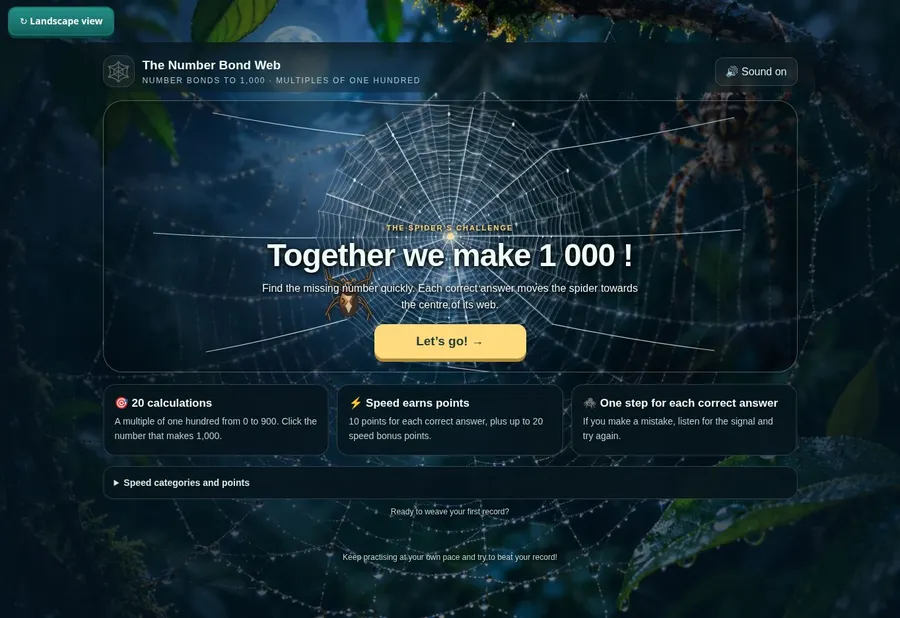 ↻ Landscape view
The Number Bond Web
NUMBER BONDS TO 1,000 · MULTIPLES OF ONE HUNDRED
🔊 Sound on
THE SPIDER'S CHALLENGE
Together we make 1 000 !
Find the missing number quickly. Each correct answer moves the spider towards
the centre of its web.
Let's go! →
🎯 20 calculations
A multiple of one hundred from 0 to 900. Click the
number that makes 1,000.
⚡ Speed earns points
10 points for each correct answer, plus up to 20
speed bonus points.
🕷️ One step for each correct answer
If you make a mistake, listen for the signal and
try again.
▶ Speed categories and points
Ready to weave your first record?
Keep practising at your own pace and try to beat your record!